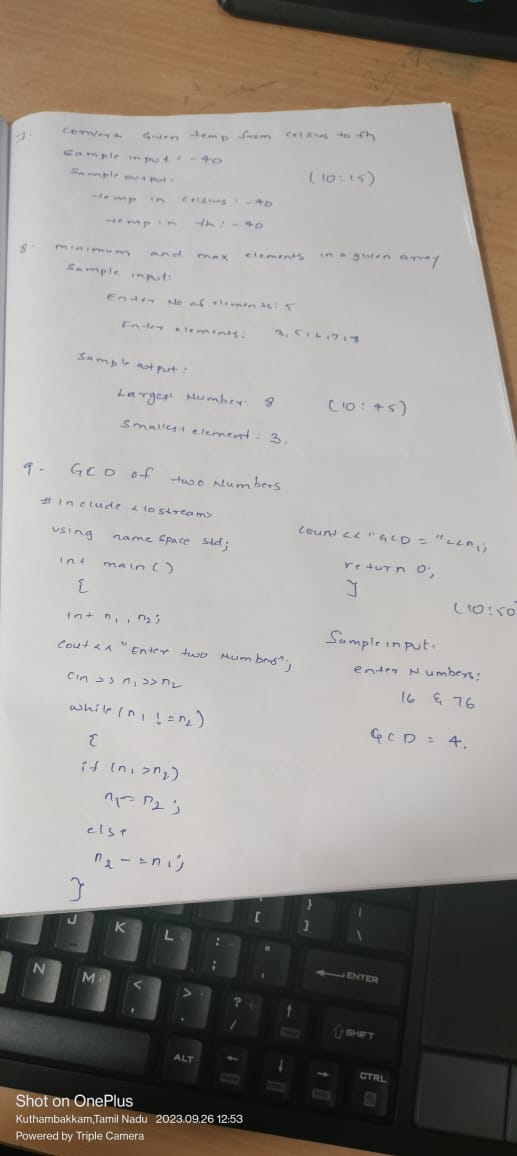 7. Convert Given temp from celsius to fh
Sample input : -40
Sample output :
(10:15)
temp in celsius : -40
temp in fh : -40
8. minimum and max elements in a given array
Sample input:
Enter No of elements: 5
Enter elements: 3,5,6,7,8
Sample output :
Largest Number: 8
(10:45)
Smallest element : 3.
9. GCD of two Numbers
# include <iostream>
using name space std;
int main()
{
int n1, n2;
cout << "Enter two Numbers";
cin >> n1 >> n2
while (n1 != n2)
{
if (n1 > n2)
n1 -= n2;
else
n2 -= n1;
}
cout << "GCD = " << n1;
return 0;
}
(10:50
Sample input:
enter Numbers:
16 & 76
GCD = 4.
J
K
L
:
;
"
'
{
[
}
]
|
\
ENTER
N
M
<
,
>
.
?
/
SHIFT
ALT
CTRL
Shot on OnePlus
Kuthambakkam,Tamil Nadu 2023.09.26 12:53
Powered by Triple Camera